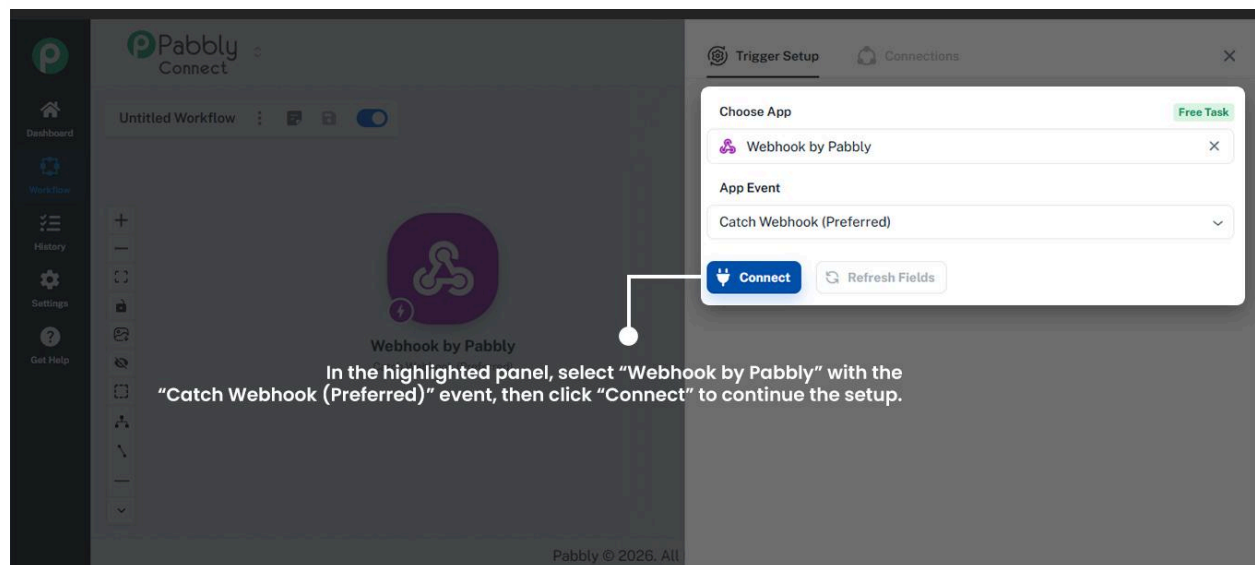 Pabbly
Connect
Trigger Setup
Connections
Dashboard
Workflow
History
Settings
Get Help
Untitled Workflow
Choose App
Free Task
Webhook by Pabbly
App Event
Catch Webhook (Preferred)
Connect
Refresh Fields
Webhook by Pabbly
In the highlighted panel, select “Webhook by Pabbly” with the
“Catch Webhook (Preferred)” event, then click “Connect” to continue the setup.
Pabbly © 2026. All